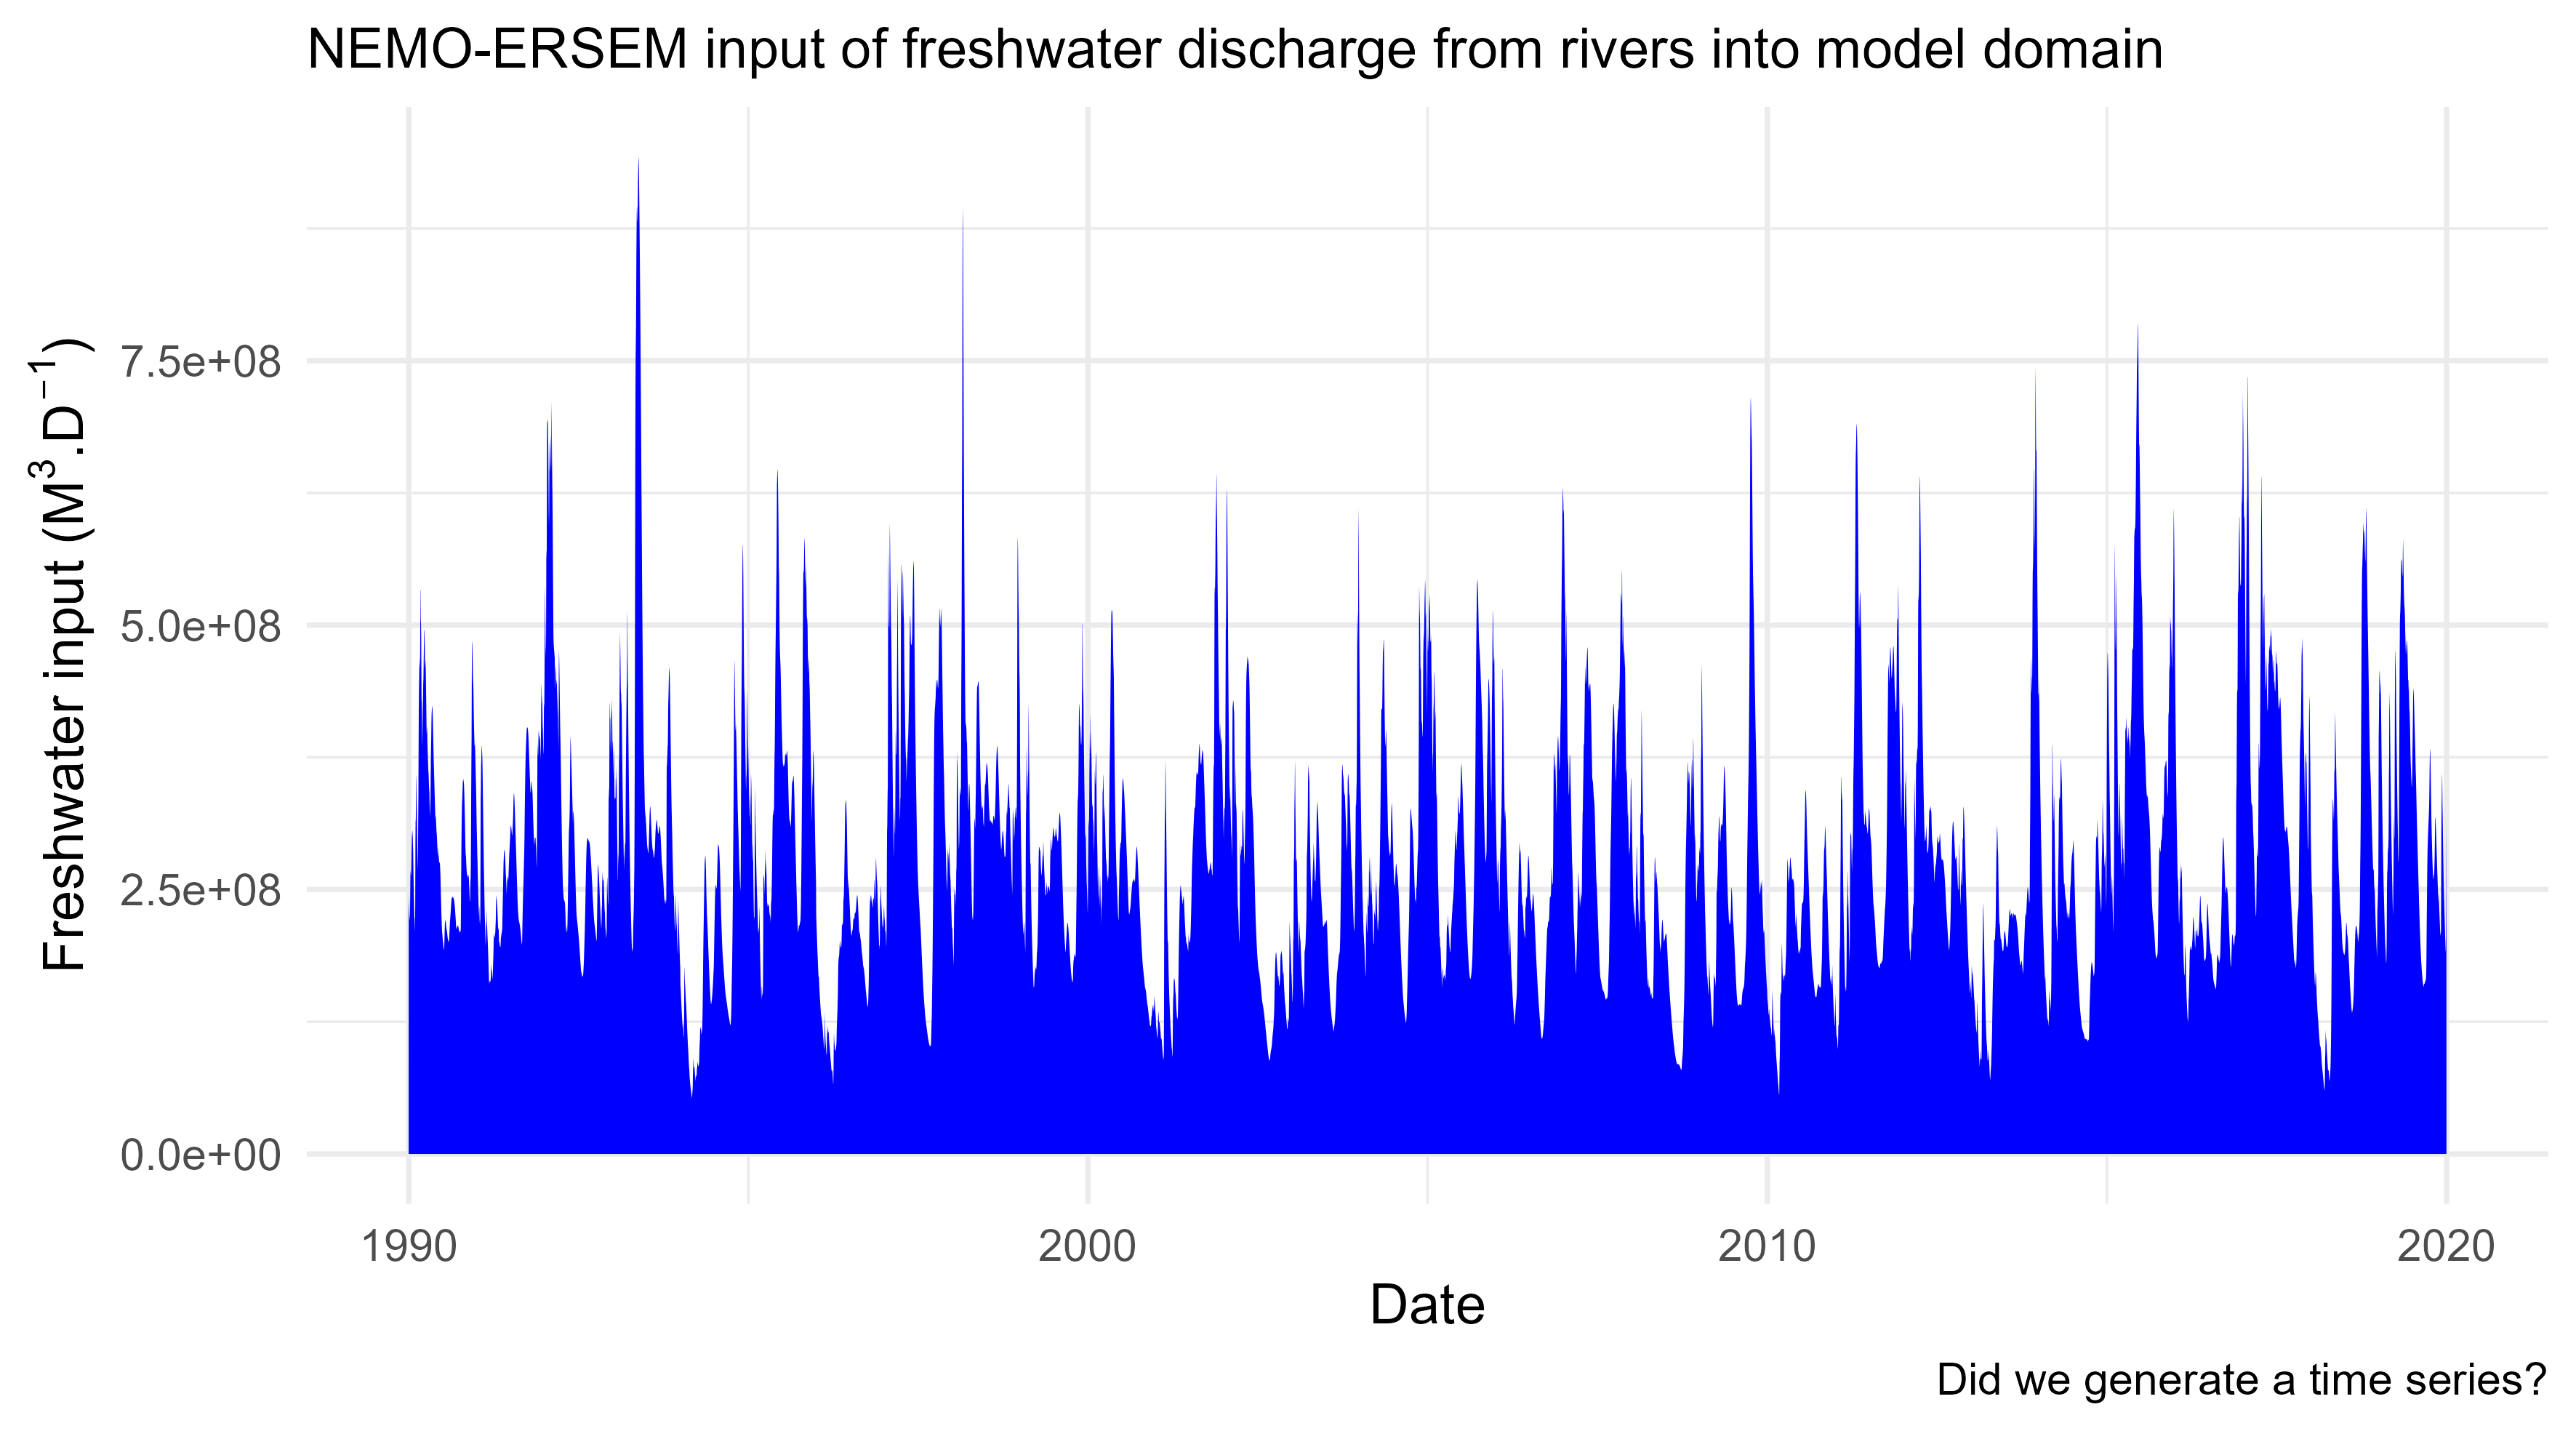 NEMO-ERSEM input of freshwater discharge from rivers into model domain
Freshwater input (M³.D⁻¹)
7.5e+08
5.0e+08
2.5e+08
0.0e+00
1990 2000 2010 2020
Date
Did we generate a time series?